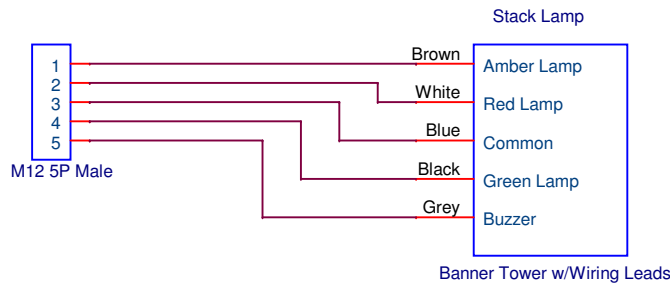 Stack Lamp
1 Brown Amber Lamp
2 White Red Lamp
3 Blue Common
4 Black Green Lamp
5 Grey Buzzer
M12 5P Male
Banner Tower w/Wiring Leads